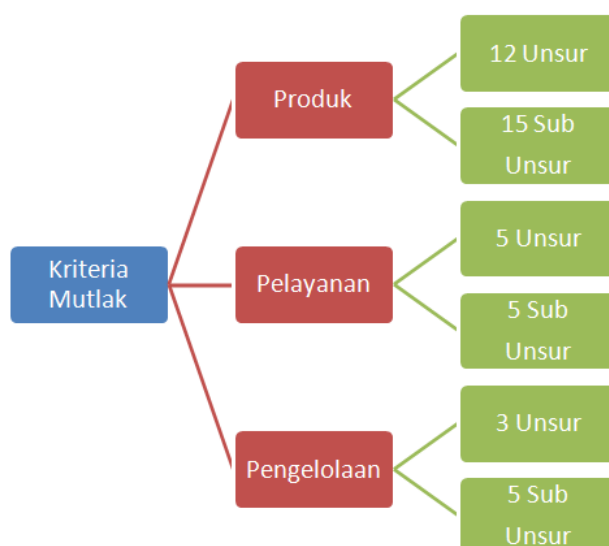 Kriteria
Mutlak
Produk
12 Unsur
15 Sub
Unsur
Pelayanan
5 Unsur
5 Sub
Unsur
Pengelolaan
3 Unsur
5 Sub
Unsur